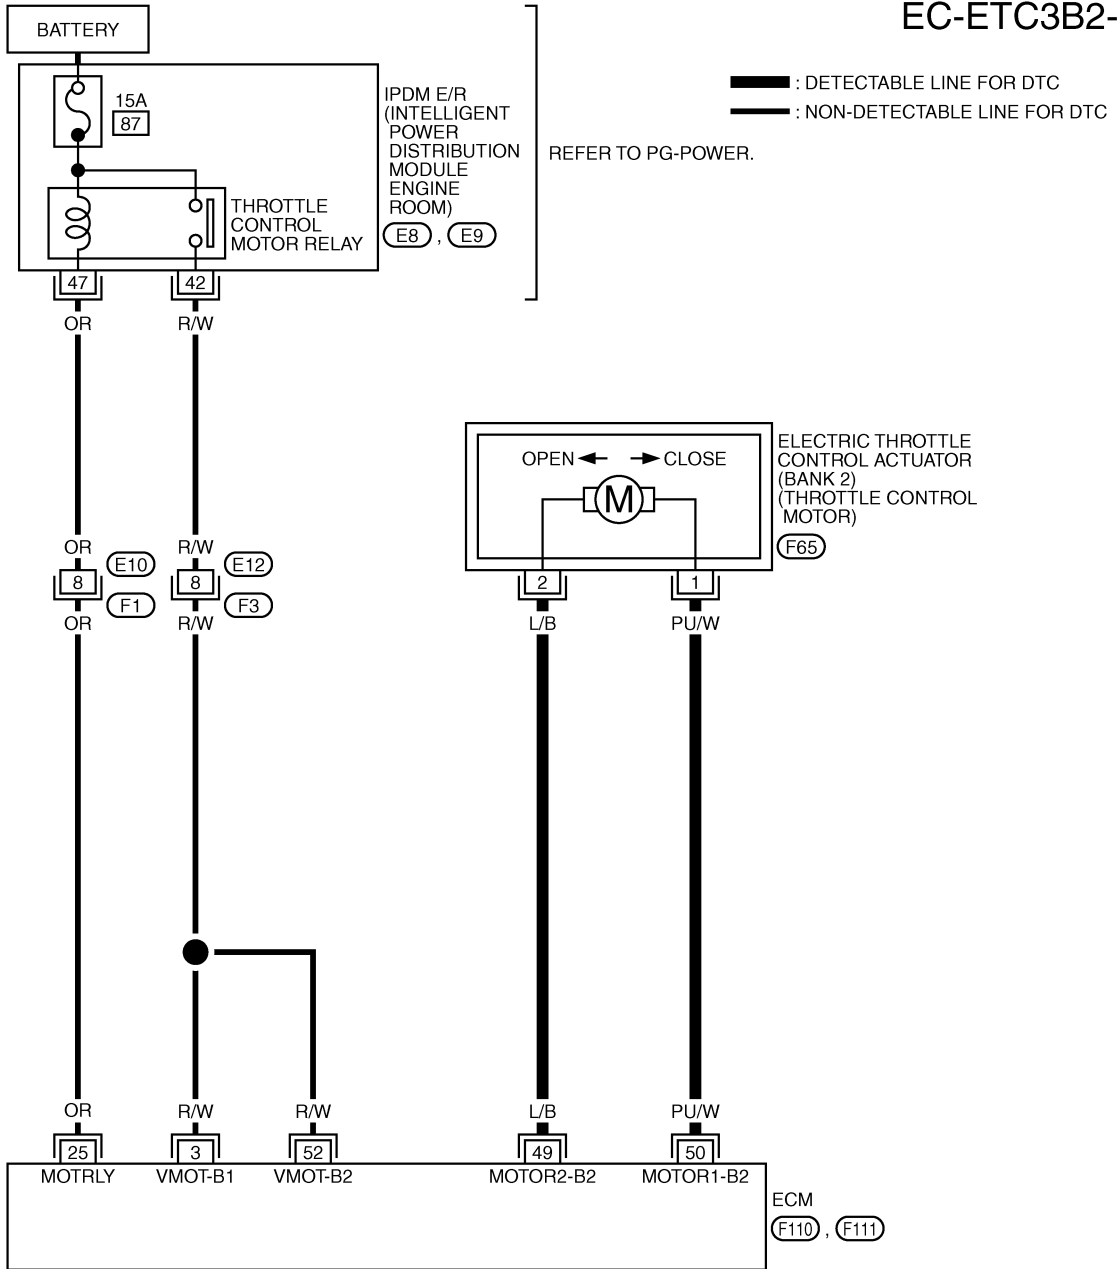 EC-ETC3B2-
BATTERY
: DETECTABLE LINE FOR DTC
: NON-DETECTABLE LINE FOR DTC
15A
87
IPDM E/R
(INTELLIGENT
POWER
DISTRIBUTION
MODULE
ENGINE
ROOM)
E8 , E9
REFER TO PG-POWER.
THROTTLE
CONTROL
MOTOR RELAY
47 42
OR R/W
ELECTRIC THROTTLE
CONTROL ACTUATOR
(BANK 2)
(THROTTLE CONTROL
MOTOR)
F65
OPEN CLOSE
M
OR R/W
E10 E12
8 8
F1 F3
OR R/W
2 1
L/B PU/W
OR R/W R/W L/B PU/W
25 3 52 49 50
MOTRLY VMOT-B1 VMOT-B2 MOTOR2-B2 MOTOR1-B2
ECM
F110 , F111